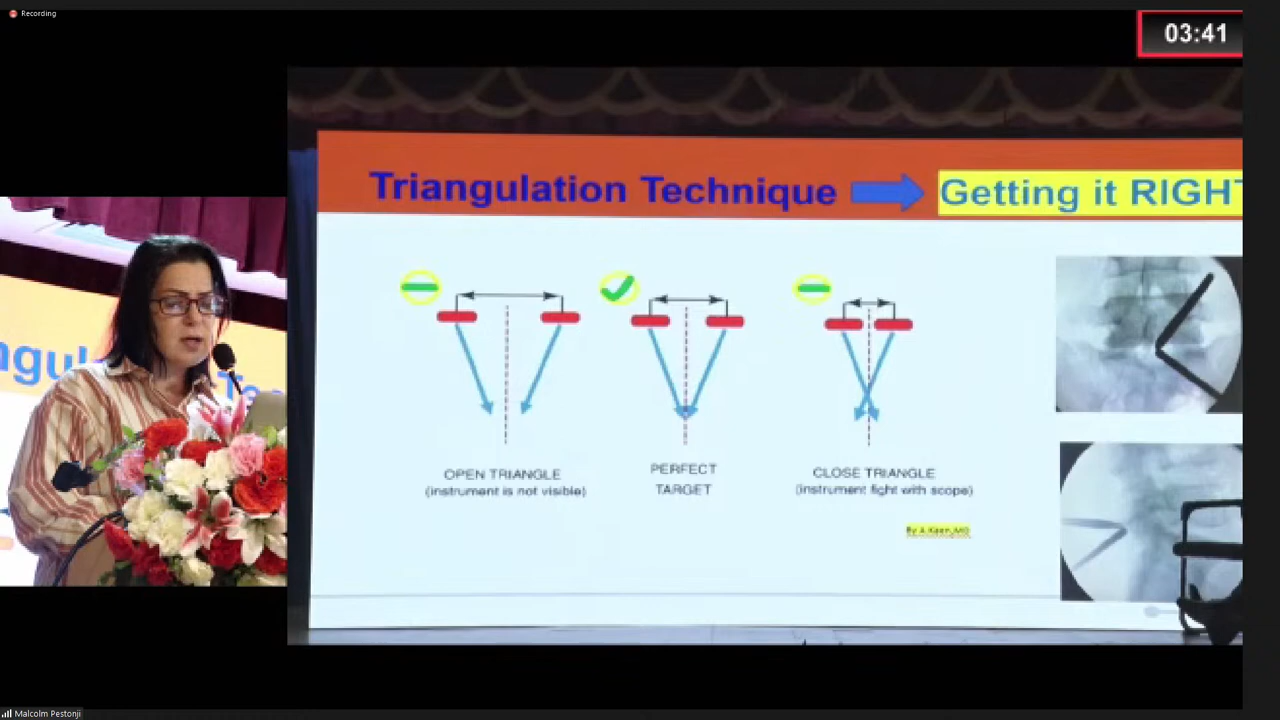 Recording
03:41
Triangulation Technique
Getting it RIGHT
OPEN TRIANGLE
(instrument is not visible)
PERFECT
TARGET
CLOSE TRIANGLE
(instrument fight with scope)
Malcolm Pestonji